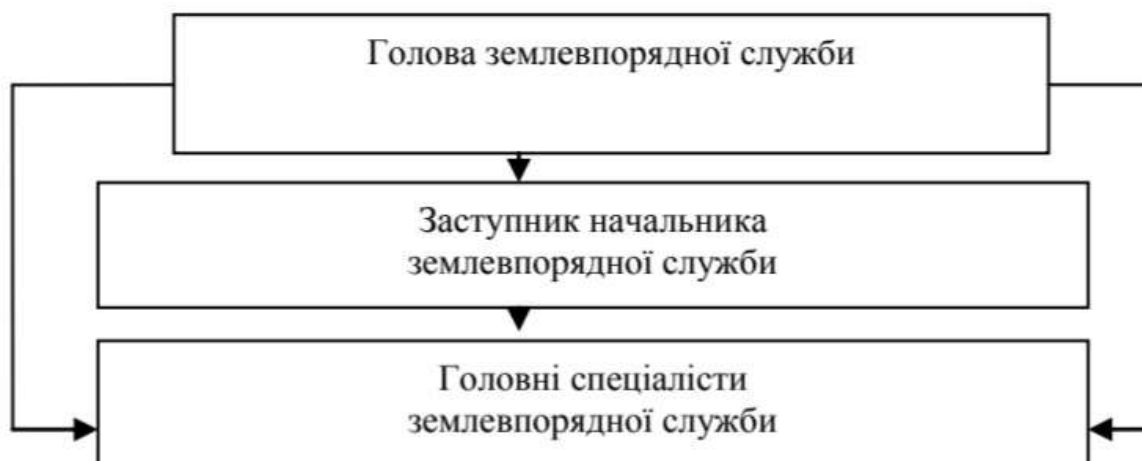 Голова землевпорядної служби
Заступник начальника
землевпорядної служби
Головні спеціалісти
землевпорядної служби